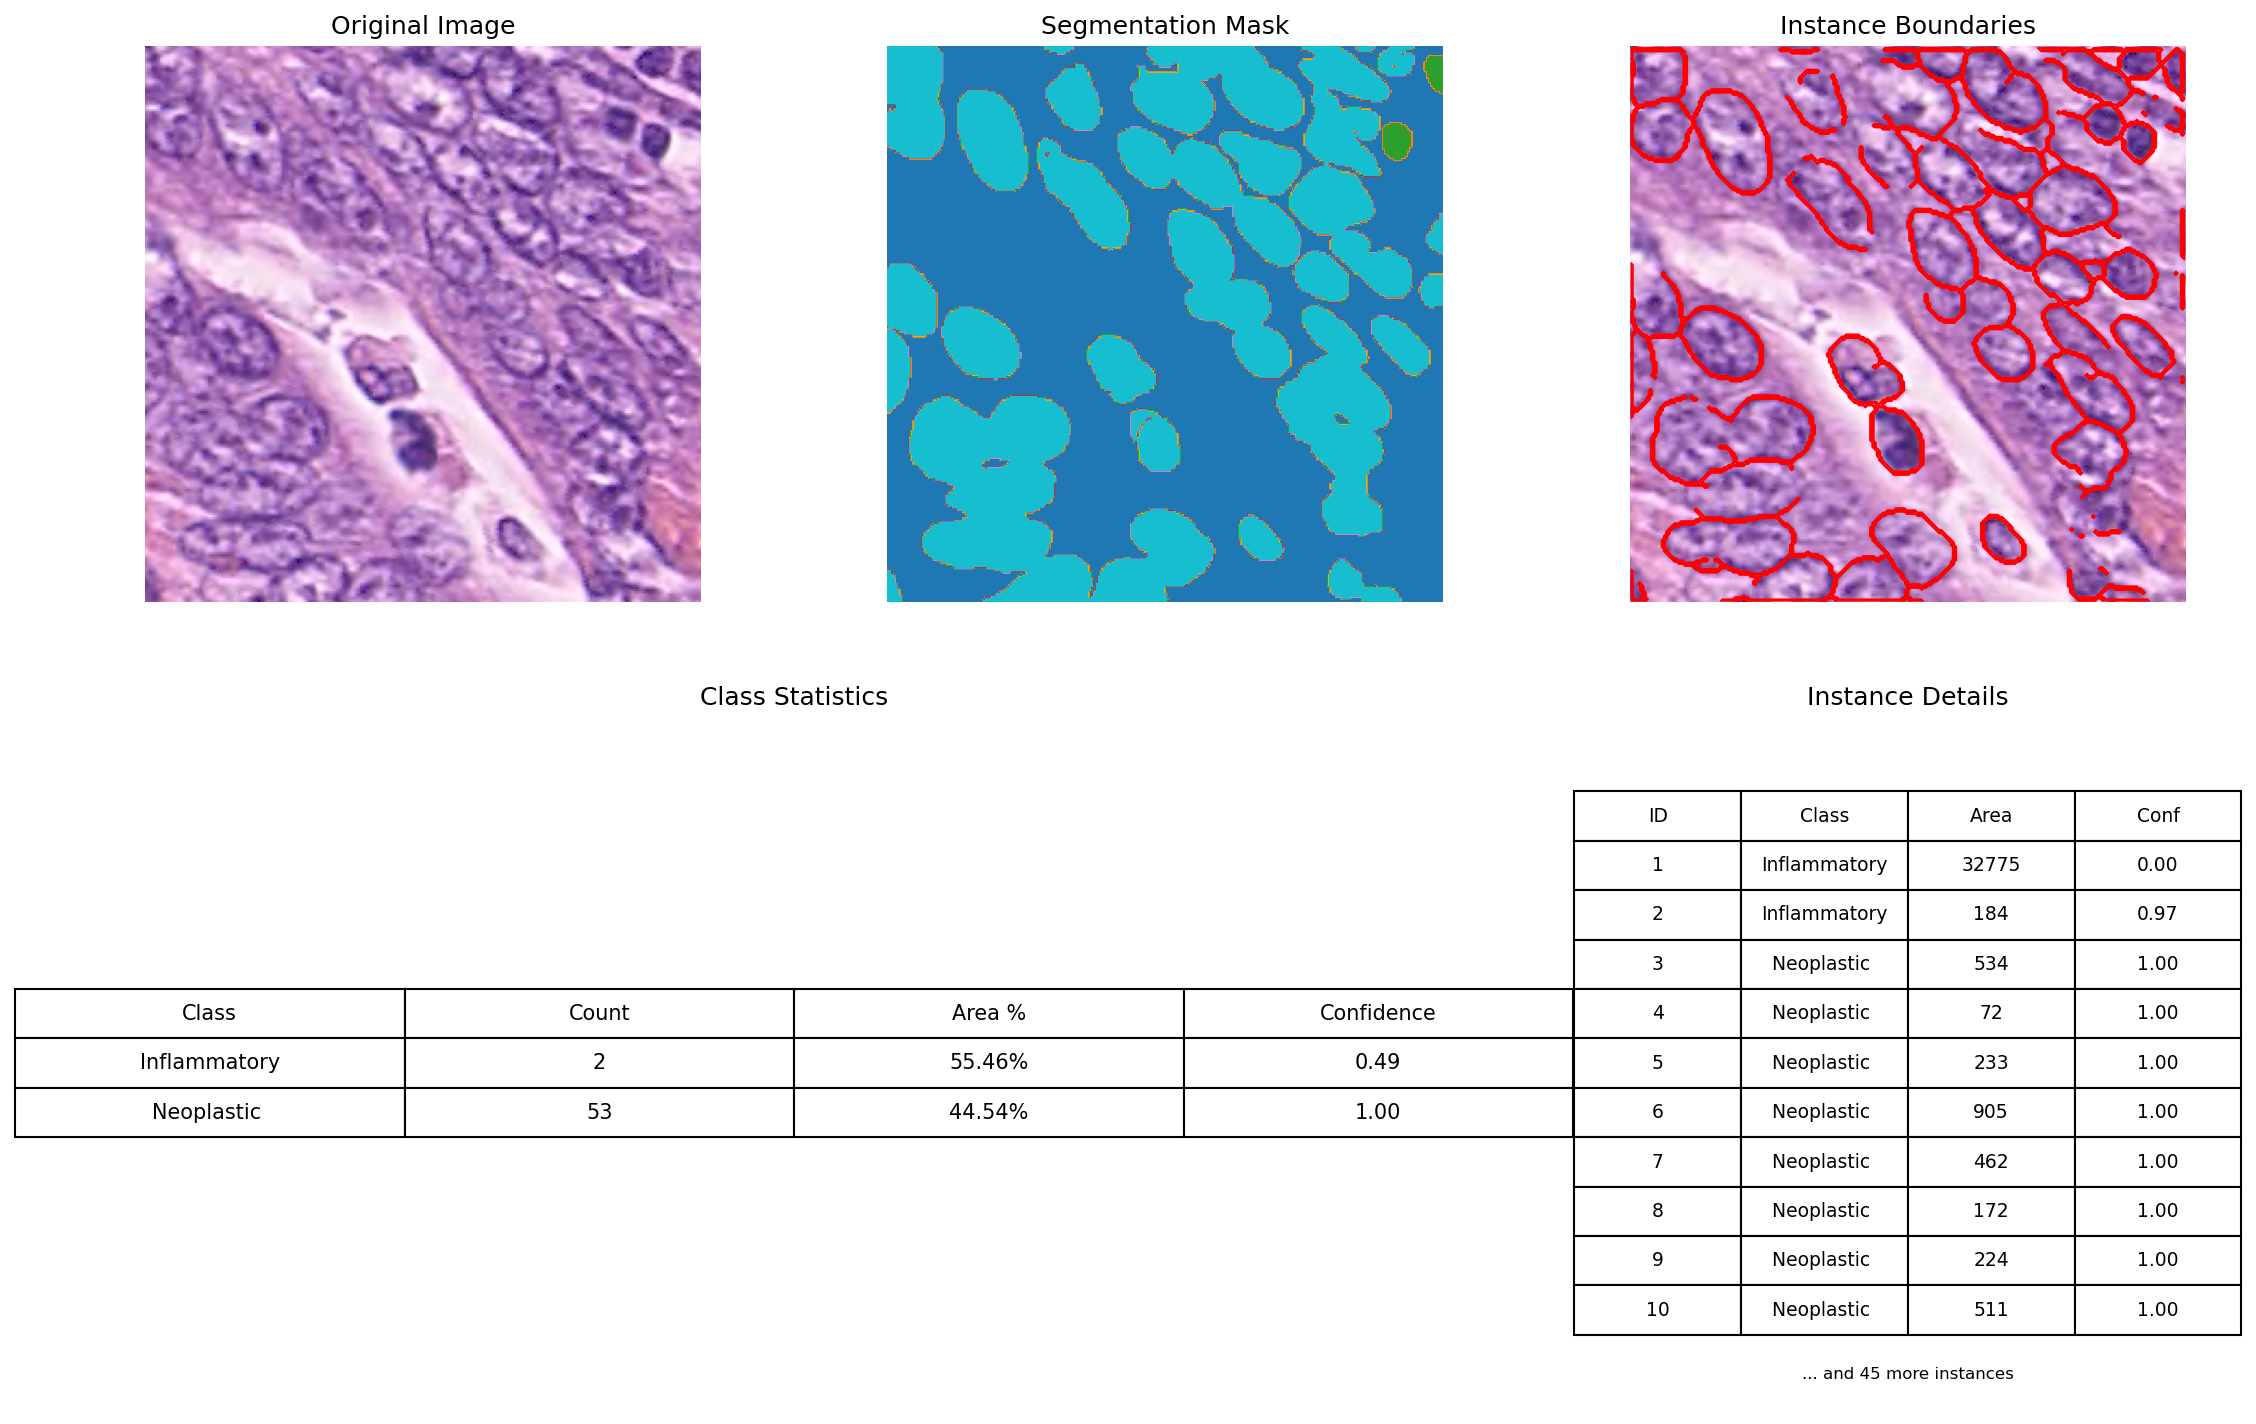 Original Image
Segmentation Mask
Instance Boundaries
Class Statistics
Class Count Area % Confidence
Inflammatory 2 55.46% 0.49
Neoplastic 53 44.54% 1.00
Instance Details
ID Class Area Conf
1 Inflammatory 32775 0.00
2 Inflammatory 184 0.97
3 Neoplastic 534 1.00
4 Neoplastic 72 1.00
5 Neoplastic 233 1.00
6 Neoplastic 905 1.00
7 Neoplastic 462 1.00
8 Neoplastic 172 1.00
9 Neoplastic 224 1.00
10 Neoplastic 511 1.00
... and 45 more instances